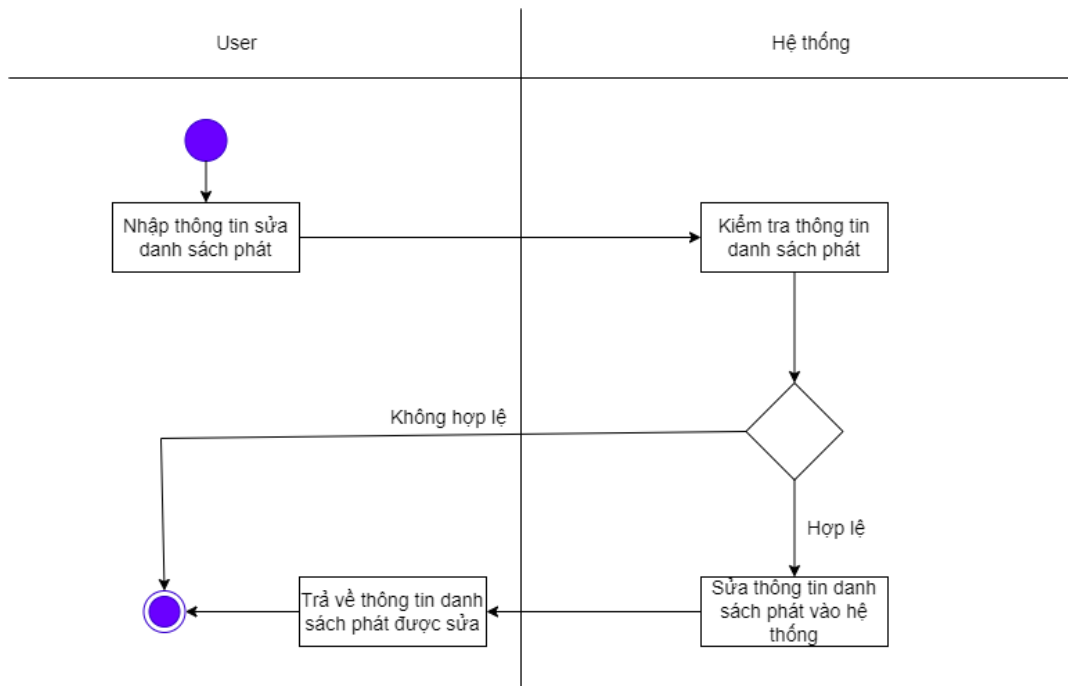 User
Hệ thống
Nhập thông tin sửa
danh sách phát
Kiểm tra thông tin
danh sách phát
Không hợp lệ
Hợp lệ
Trả về thông tin danh
sách phát được sửa
Sửa thông tin danh
sách phát vào hệ
thống